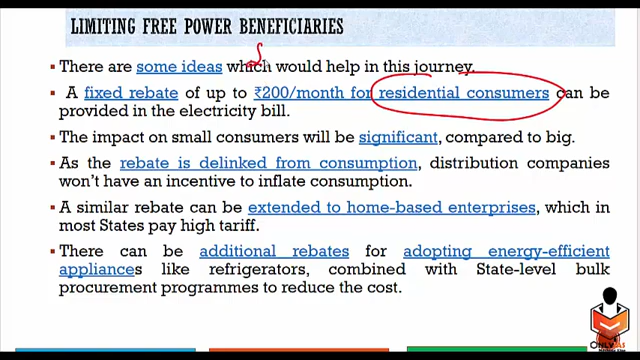 LIMITING FREE POWER BENEFICIARIES
▪ There are some ideas which would help in this journey.
▪ A fixed rebate of up to ₹200/month for residential consumers can be
provided in the electricity bill.
▪ The impact on small consumers will be significant, compared to big.
▪ As the rebate is delinked from consumption, distribution companies
won't have an incentive to inflate consumption.
▪ A similar rebate can be extended to home-based enterprises, which in
most States pay high tariff.
▪ There can be additional rebates for adopting energy-efficient
appliances like refrigerators, combined with State-level bulk
procurement programmes to reduce the cost.
ONLYIAS